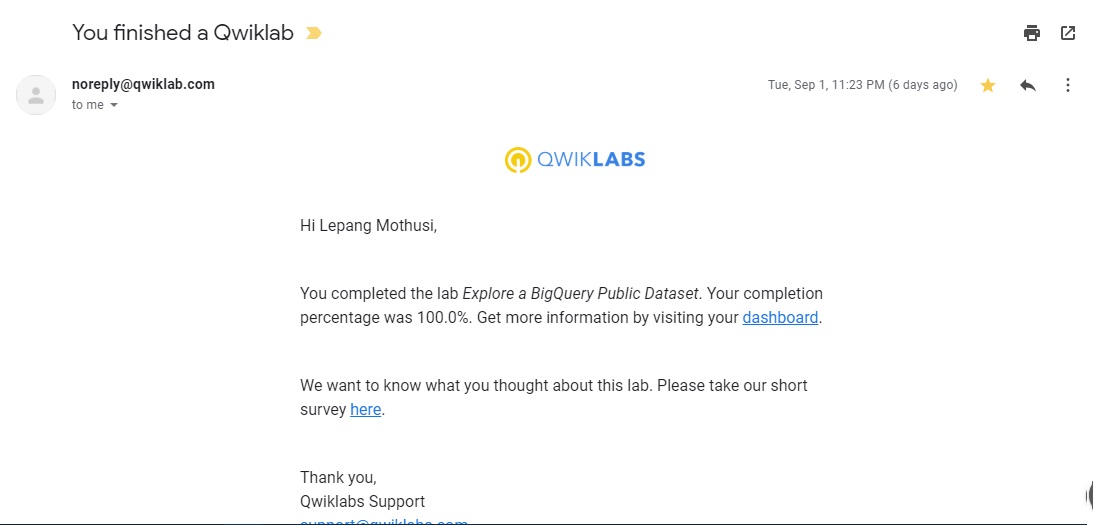 You finished a Qwiklab
noreply@qwiklab.com
Tue, Sep 1, 11:23 PM (6 days ago)
to me
QWIKLABS
Hi Lepang Mothusi,
You completed the lab Explore a BigQuery Public Dataset. Your completion
percentage was 100.0%. Get more information by visiting your dashboard.
We want to know what you thought about this lab. Please take our short
survey here.
Thank you,
Qwiklabs Support
support@qwiklabs.com